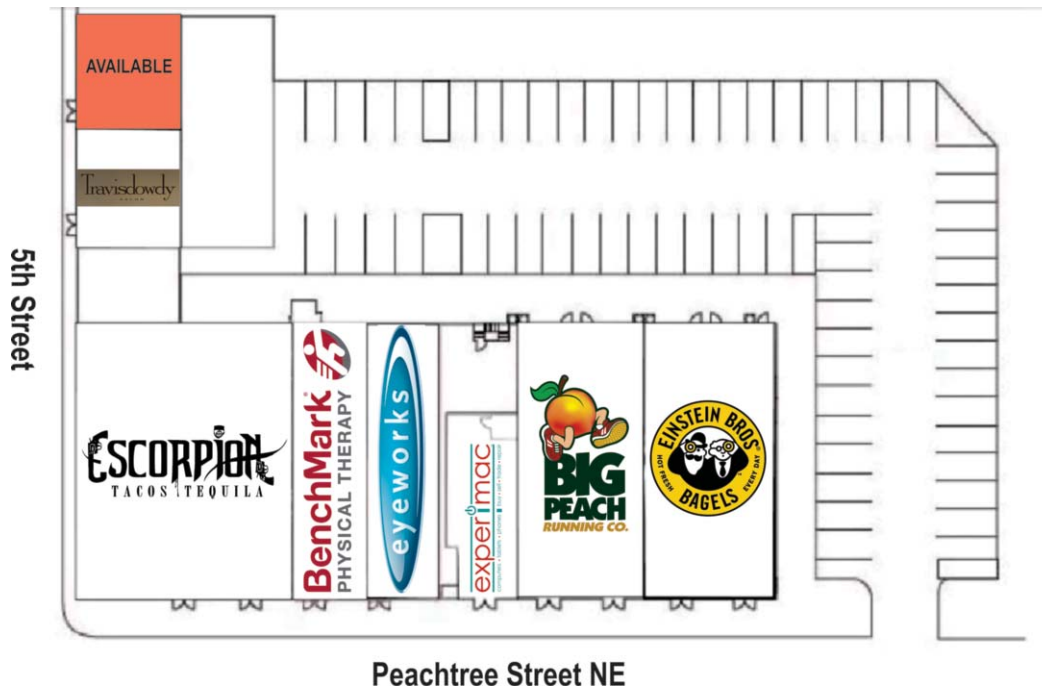 AVAILABLE
Travisdowdy
5th Street
ESCORPION
TACOS TEQUILA
BenchMark®
PHYSICAL THERAPY
eyeworks
experimac
BIG
PEACH
RUNNING CO.
EINSTEIN BROS®
HOT FRESH
EVERY DAY
BAGELS
Peachtree Street NE